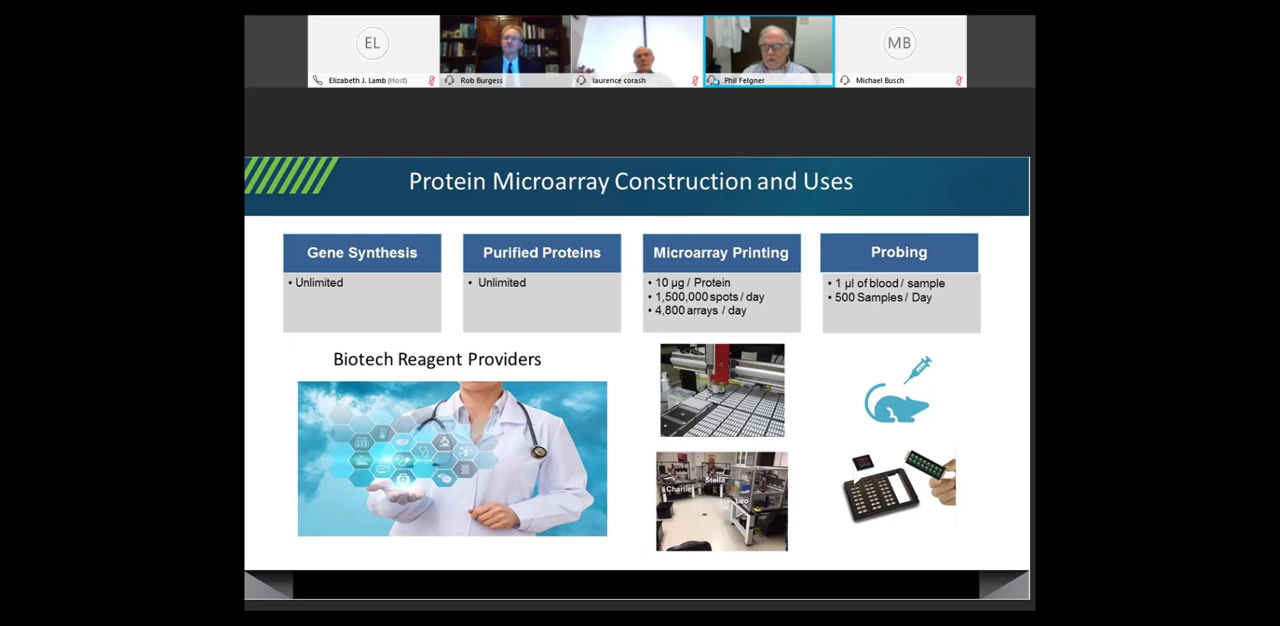 EL
MB
Elizabeth J. Lamb (Host)
Rob Burgess
laurence corash
Phil Felgner
Michael Busch
Protein Microarray Construction and Uses
Gene Synthesis
• Unlimited
Purified Proteins
• Unlimited
Microarray Printing
• 10 µg / Protein
• 1,500,000 spots / day
• 4,800 arrays / day
Probing
• 1 µl of blood / sample
• 500 Samples / Day
Biotech Reagent Providers
Charlie
Stella
Leo